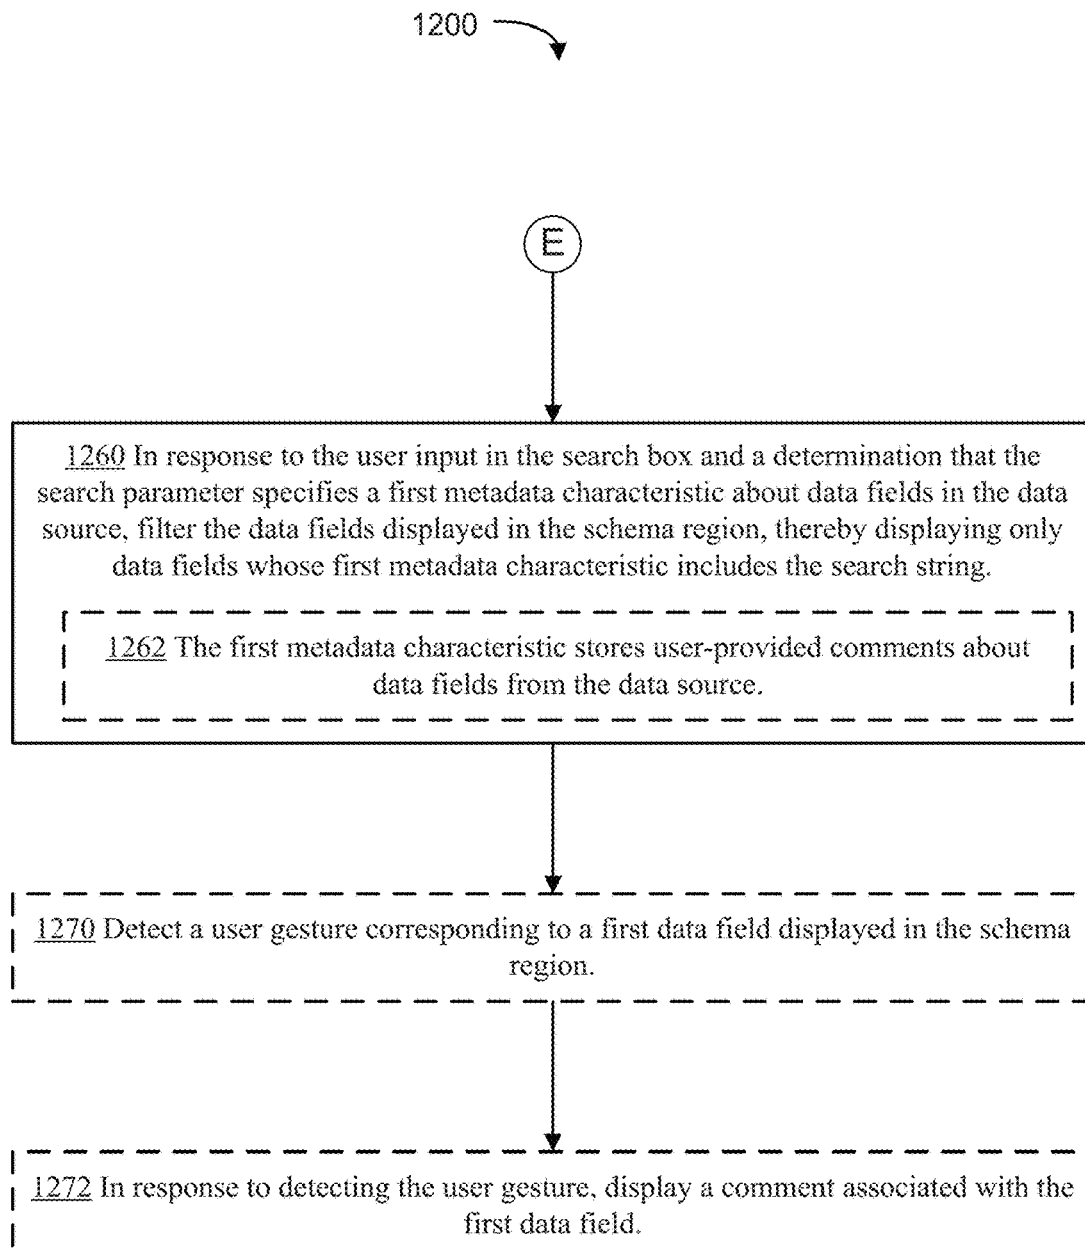 1200
E
1260 In response to the user input in the search box and a determination that the
search parameter specifies a first metadata characteristic about data fields in the data
source, filter the data fields displayed in the schema region, thereby displaying only
data fields whose first metadata characteristic includes the search string.
1262 The first metadata characteristic stores user-provided comments about
data fields from the data source.
1270 Detect a user gesture corresponding to a first data field displayed in the schema
region.
1272 In response to detecting the user gesture, display a comment associated with the
first data field.